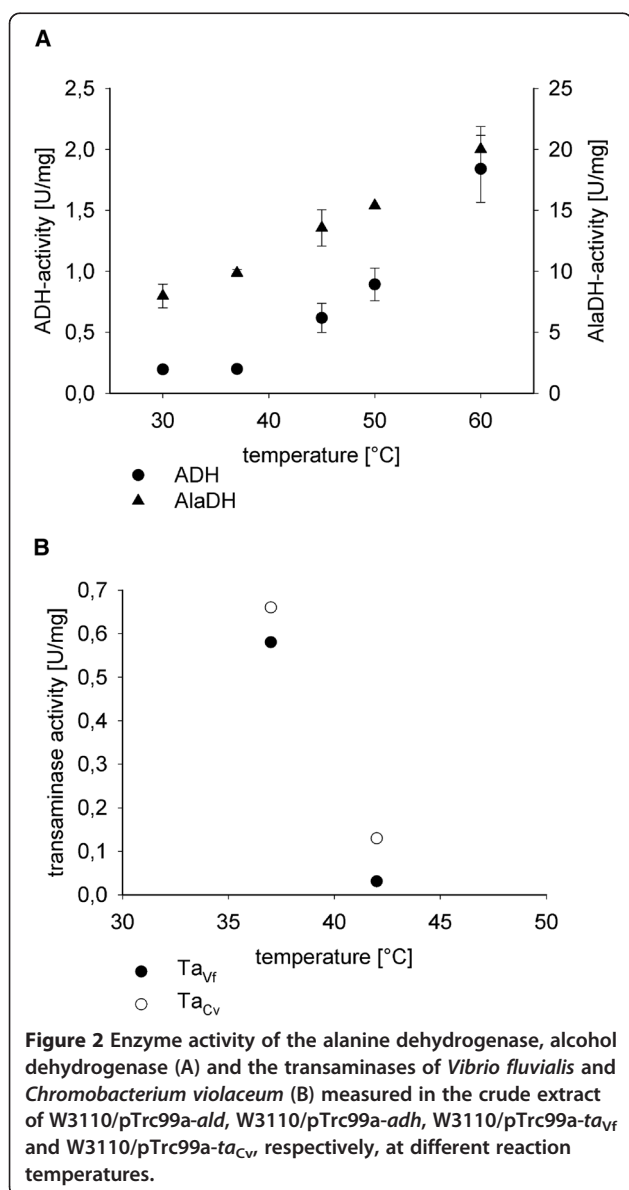 A
2,5
2,0
1,5
1,0
0,5
0,0
ADH-activity [U/mg]
25
20
15
10
5
0
AlaDH-activity [U/mg]
30 40 50 60
temperature [°C]
● ADH
▲ AlaDH
B
0,7
0,6
0,5
0,4
0,3
0,2
0,1
0,0
transaminase activity [U/mg]
30 35 40 45 50
temperature [°C]
● Ta_Vf
○ Ta_Cv
Figure 2 Enzyme activity of the alanine dehydrogenase, alcohol
dehydrogenase (A) and the transaminases of Vibrio fluvialis and
Chromobacterium violaceum (B) measured in the crude extract
of W3110/pTrc99a-ald, W3110/pTrc99a-adh, W3110/pTrc99a-ta_Vf
and W3110/pTrc99a-ta_Cv, respectively, at different reaction
temperatures.